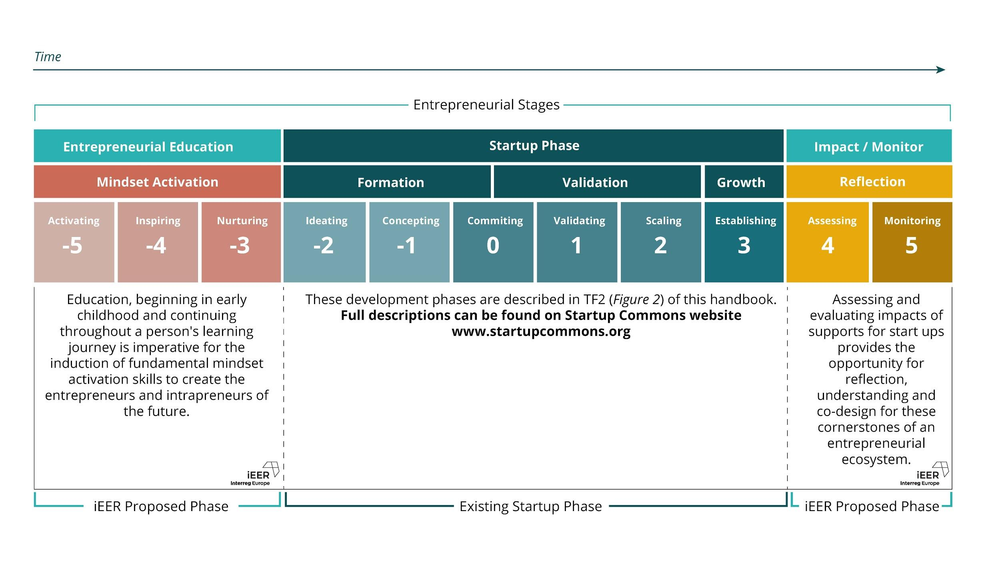 Time
Entrepreneurial Stages
Entrepreneurial Education
Startup Phase
Impact / Monitor
Mindset Activation
Formation
Validation
Growth
Reflection
Activating
-5
Inspiring
-4
Nurturing
-3
Ideating
-2
Concepting
-1
Commiting
0
Validating
1
Scaling
2
Establishing
3
Assessing
4
Monitoring
5
Education, beginning in early
childhood and continuing
throughout a person's learning
journey is imperative for the
induction of fundamental mindset
activation skills to create the
entrepreneurs and intrapreneurs of
the future.
iEER
Interreg Europe
These development phases are described in TF2 (Figure 2) of this handbook.
Full descriptions can be found on Startup Commons website
www.startupcommons.org
Assessing and
evaluating impacts of
supports for start ups
provides the
opportunity for
reflection,
understanding and
co-design for these
cornerstones of an
entrepreneurial
ecosystem.
iEER
Interreg Europe
iEER Proposed Phase
Existing Startup Phase
iEER Proposed Phase